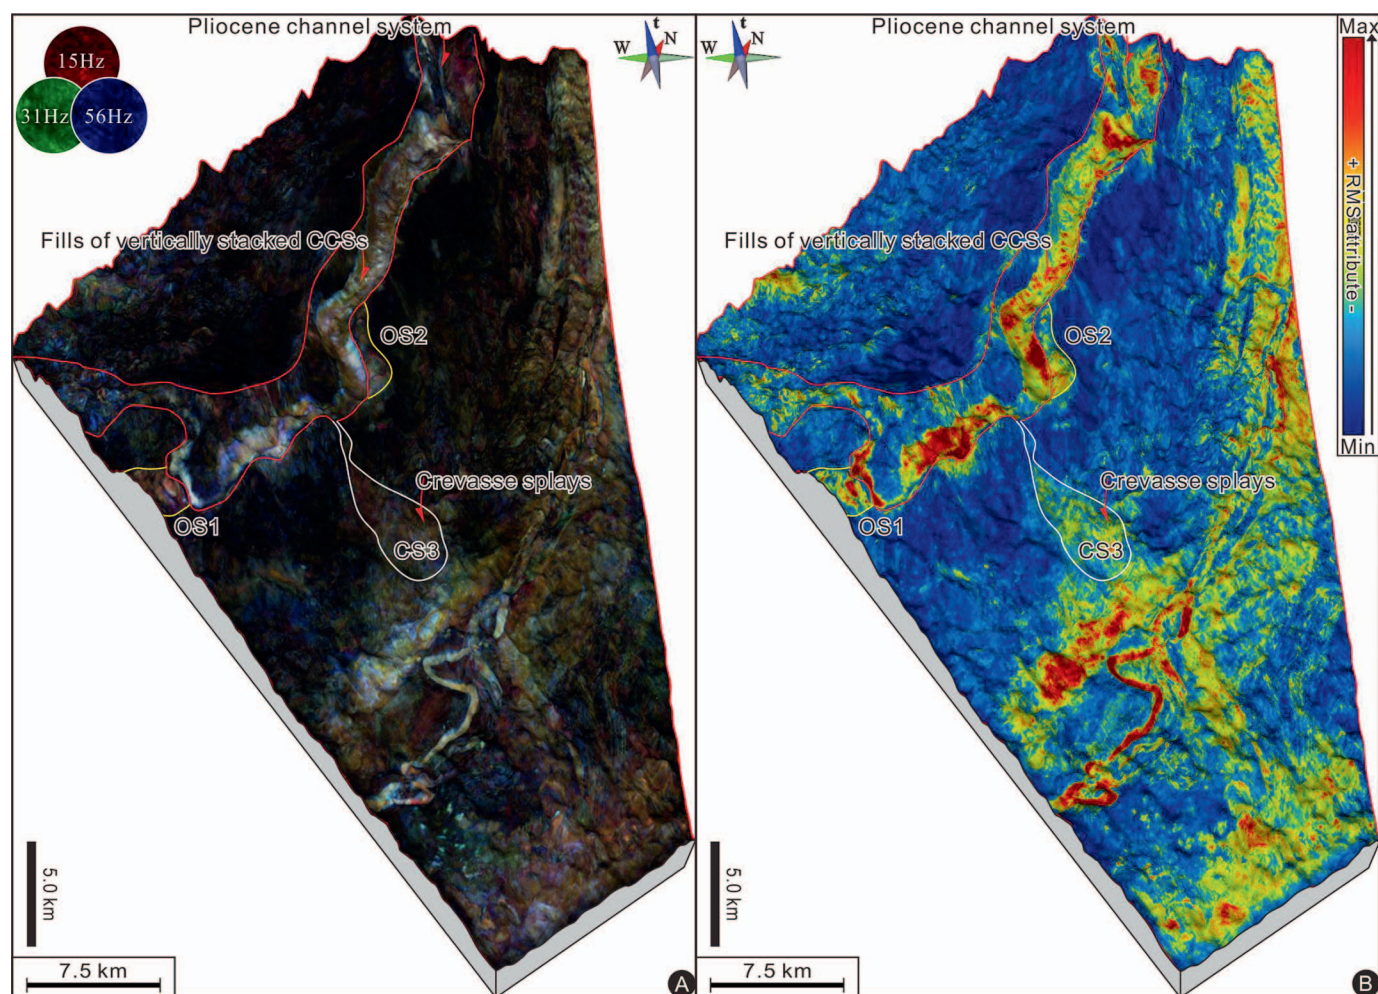 Pliocene channel system
15Hz
31Hz
56Hz
t
W
N
Fills of vertically stacked CCSs
OS2
Crevasse splays
OS1
CS3
5.0 km
7.5 km
A
Pliocene channel system
t
W
N
Max
+ RMS attribute -
Min
Fills of vertically stacked CCSs
OS2
Crevasse splays
OS1
CS3
5.0 km
7.5 km
B